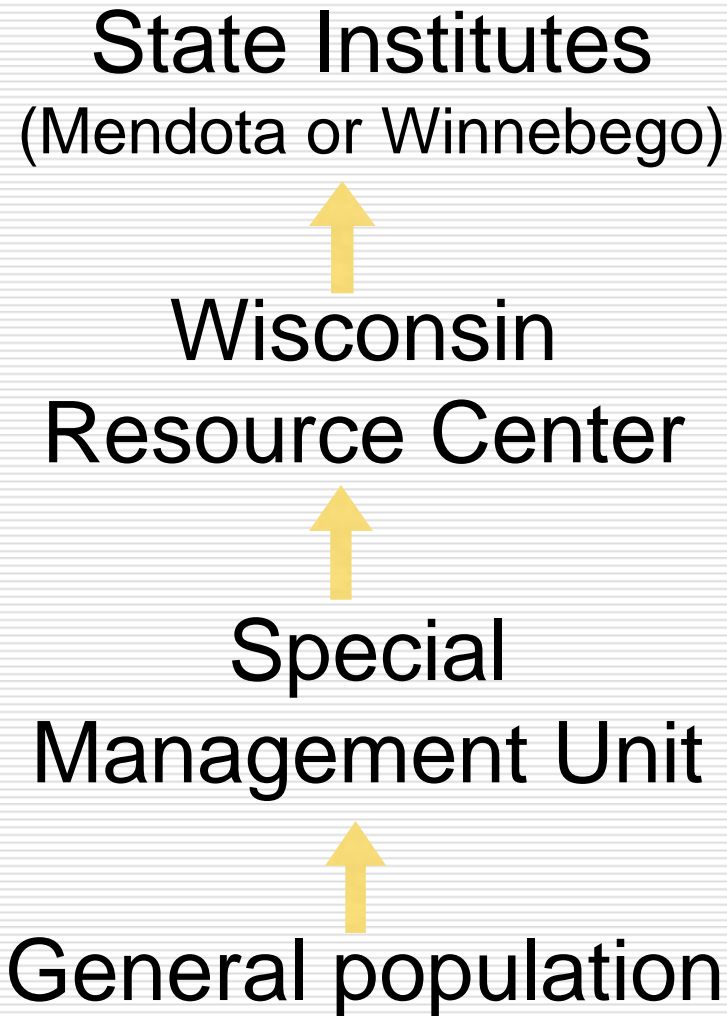 State Institutes
(Mendota or Winnebego)
Wisconsin
Resource Center
Special
Management Unit
General population